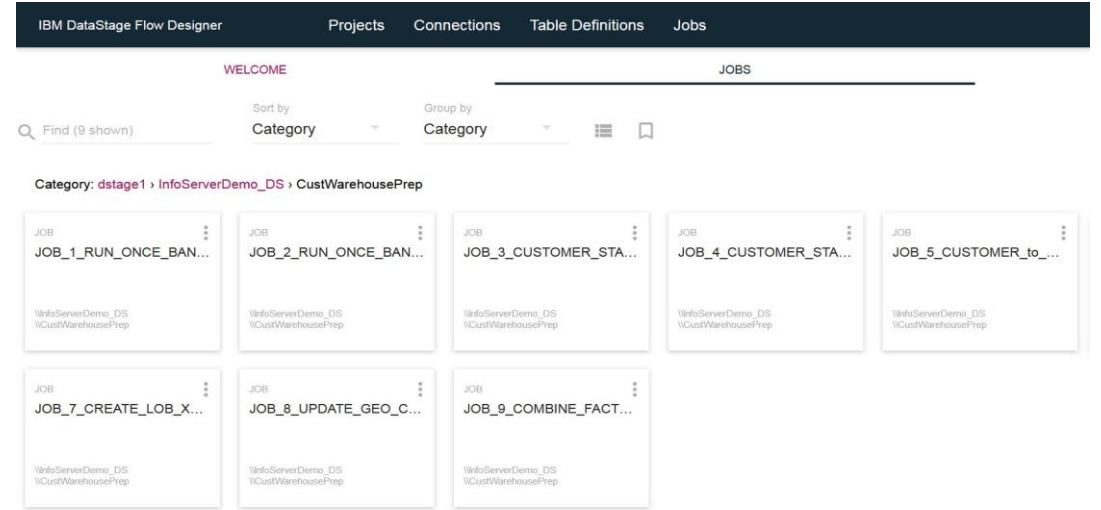 IBM DataStage Flow Designer Projects Connections Table Definitions Jobs
WELCOME JOBS
Sort by Group by
Find (9 shown) Category Category
Category: dstage1 › InfoServerDemo_DS › CustWarehousePrep
JOB JOB JOB JOB JOB
JOB_1_RUN_ONCE_BAN... JOB_2_RUN_ONCE_BAN... JOB_3_CUSTOMER_STA... JOB_4_CUSTOMER_STA... JOB_5_CUSTOMER_to_...
\\InfoServerDemo_DS \\InfoServerDemo_DS \\InfoServerDemo_DS \\InfoServerDemo_DS \\InfoServerDemo_DS
\\CustWarehousePrep \\CustWarehousePrep \\CustWarehousePrep \\CustWarehousePrep \\CustWarehousePrep
JOB JOB JOB
JOB_7_CREATE_LOB_X... JOB_8_UPDATE_GEO_C... JOB_9_COMBINE_FACT...
\\InfoServerDemo_DS \\InfoServerDemo_DS \\InfoServerDemo_DS
\\CustWarehousePrep \\CustWarehousePrep \\CustWarehousePrep